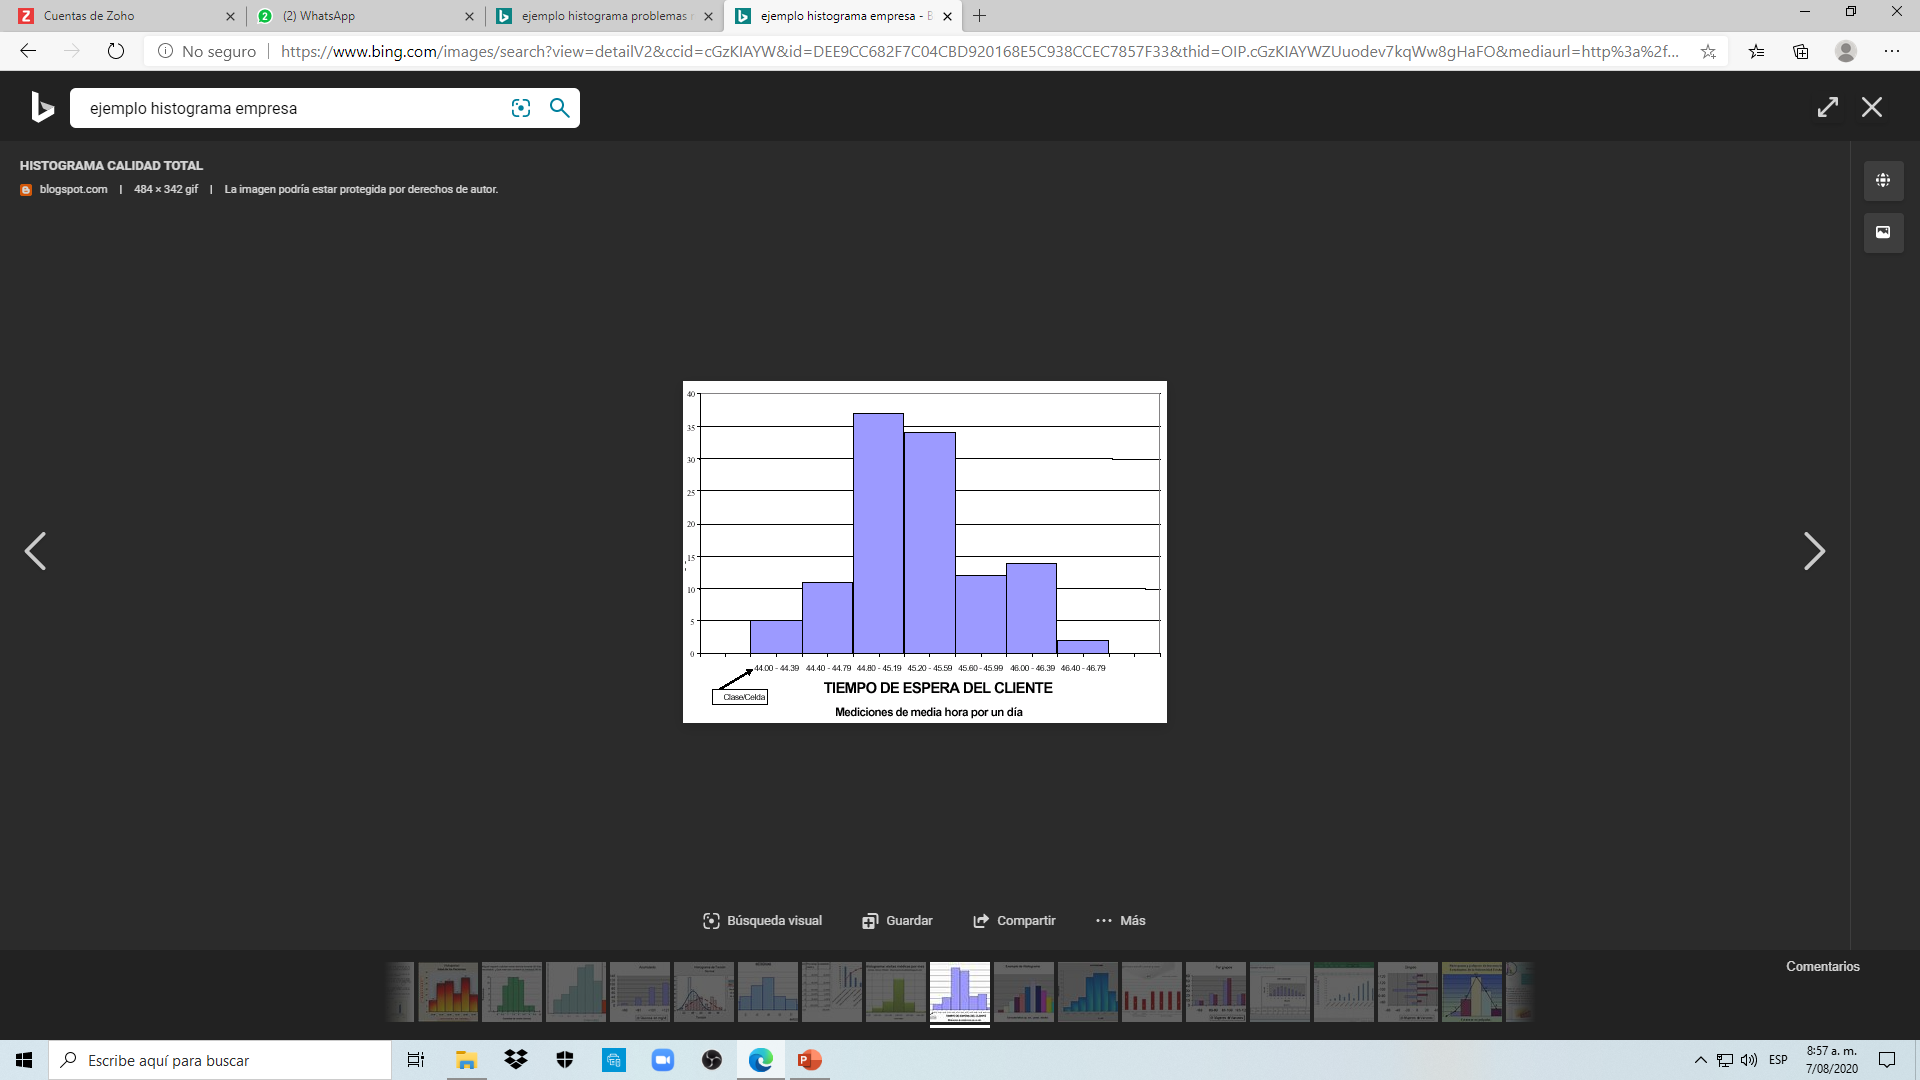 Cuentas de Zoho
(2) WhatsApp
ejemplo histograma problemas
ejemplo histograma empresa - B
No seguro
https://www.bing.com/images/search?view=detailV2&ccid=cGzKIAYW&id=DEE9CC682F7C04CBD920168E5C938CCEC7857F33&thid=OIP.cGzKIAYWZUuodev7kqWw8gHaFO&mediaurl=http%3a%2f...
ejemplo histograma empresa
HISTOGRAMA CALIDAD TOTAL
blogspot.com | 484 × 342 gif | La imagen podría estar protegida por derechos de autor.
40
35
30
25
20
15
10
5
0
44.00 - 44.39 44.40 - 44.79 44.80 - 45.19 45.20 - 45.59 45.60 - 45.99 46.00 - 46.39 46.40 - 46.79
Clase/Celda
TIEMPO DE ESPERA DEL CLIENTE
Mediciones de media hora por un día
Búsqueda visual
Guardar
Compartir
Más
Comentarios
Escribe aquí para buscar
ESP
8:57 a. m.
7/08/2020